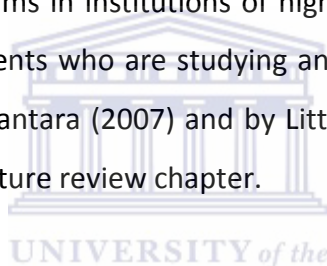 ms in institutions of hig
ents who are studying an
antara (2007) and by Litt
ture review chapter.
UNIVERSITY of the